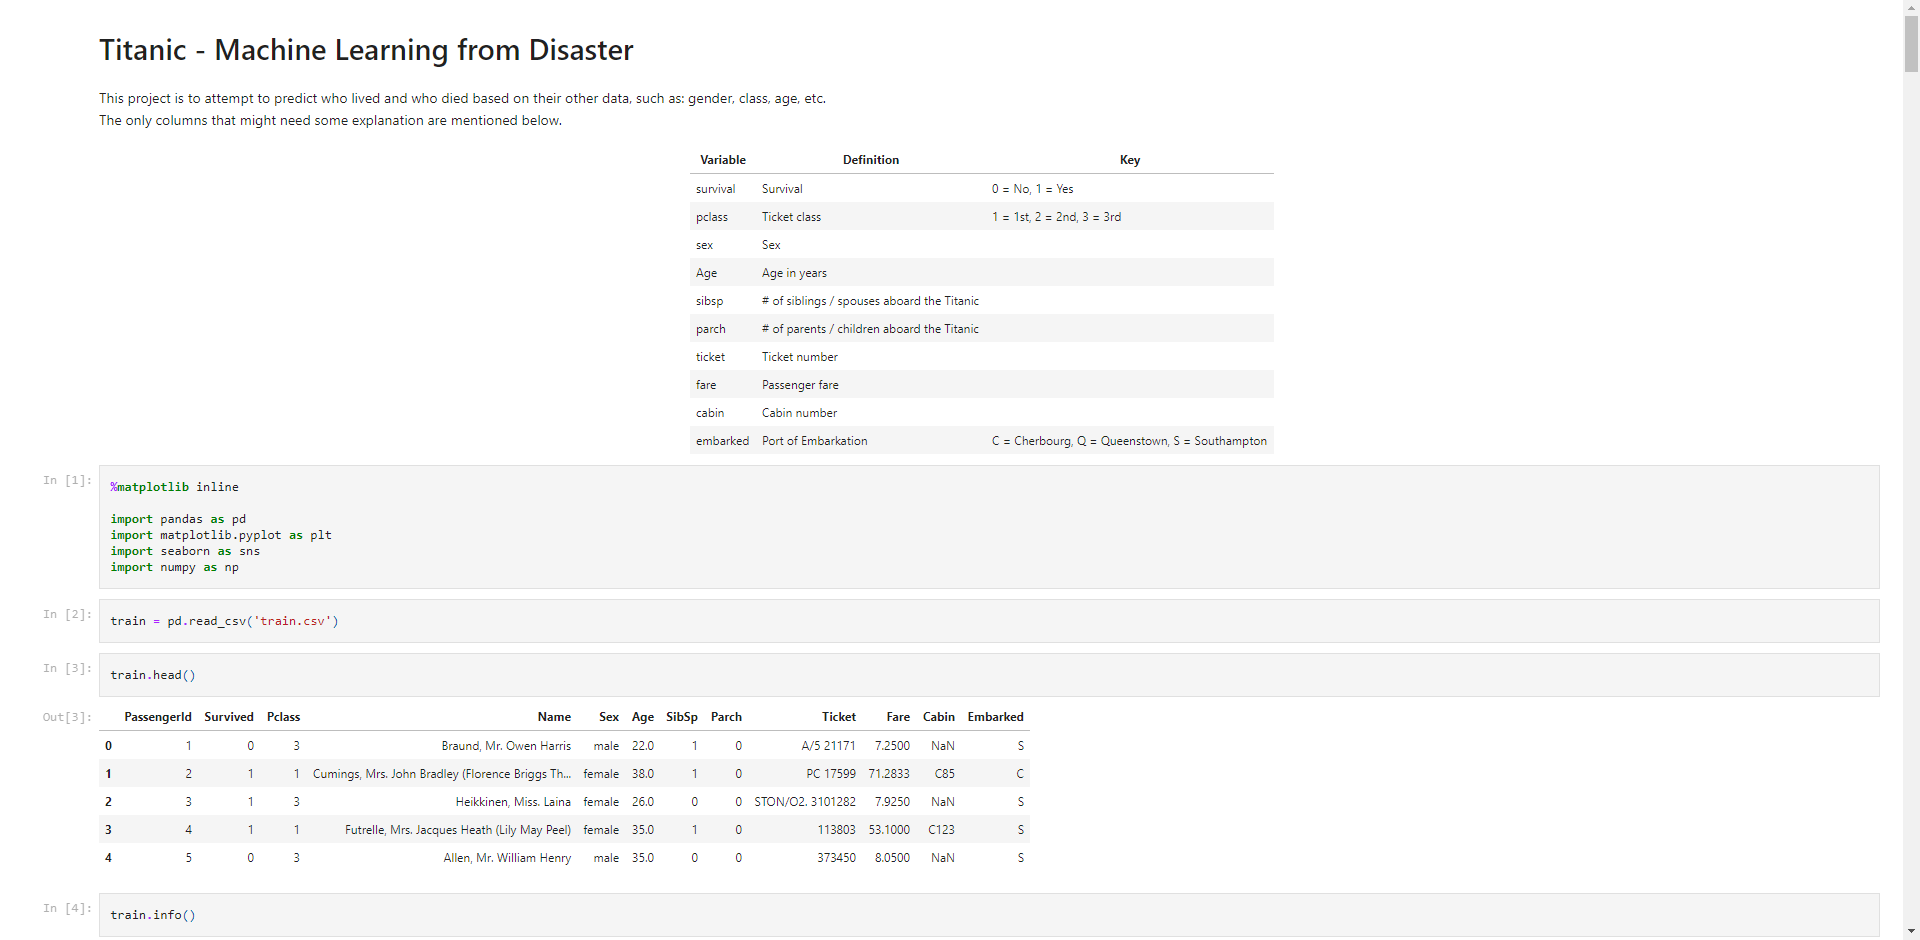 Titanic - Machine Learning from Disaster
This project is to attempt to predict who lived and who died based on their other data, such as: gender, class, age, etc.
The only columns that might need some explanation are mentioned below.
Variable Definition Key
survival Survival 0 = No, 1 = Yes
pclass Ticket class 1 = 1st, 2 = 2nd, 3 = 3rd
sex Sex
Age Age in years
sibsp # of siblings / spouses aboard the Titanic
parch # of parents / children aboard the Titanic
ticket Ticket number
fare Passenger fare
cabin Cabin number
embarked Port of Embarkation C = Cherbourg, Q = Queenstown, S = Southampton
In [1]:
%matplotlib inline
import pandas as pd
import matplotlib.pyplot as plt
import seaborn as sns
import numpy as np
In [2]:
train = pd.read_csv('train.csv')
In [3]:
train.head()
Out[3]:
PassengerId Survived Pclass Name Sex Age SibSp Parch Ticket Fare Cabin Embarked
0 1 0 3 Braund, Mr. Owen Harris male 22.0 1 0 A/5 21171 7.2500 NaN S
1 2 1 1 Cumings, Mrs. John Bradley (Florence Briggs Th... female 38.0 1 0 PC 17599 71.2833 C85 C
2 3 1 3 Heikkinen, Miss. Laina female 26.0 0 0 STON/O2. 3101282 7.9250 NaN S
3 4 1 1 Futrelle, Mrs. Jacques Heath (Lily May Peel) female 35.0 1 0 113803 53.1000 C123 S
4 5 0 3 Allen, Mr. William Henry male 35.0 0 0 373450 8.0500 NaN S
In [4]:
train.info()